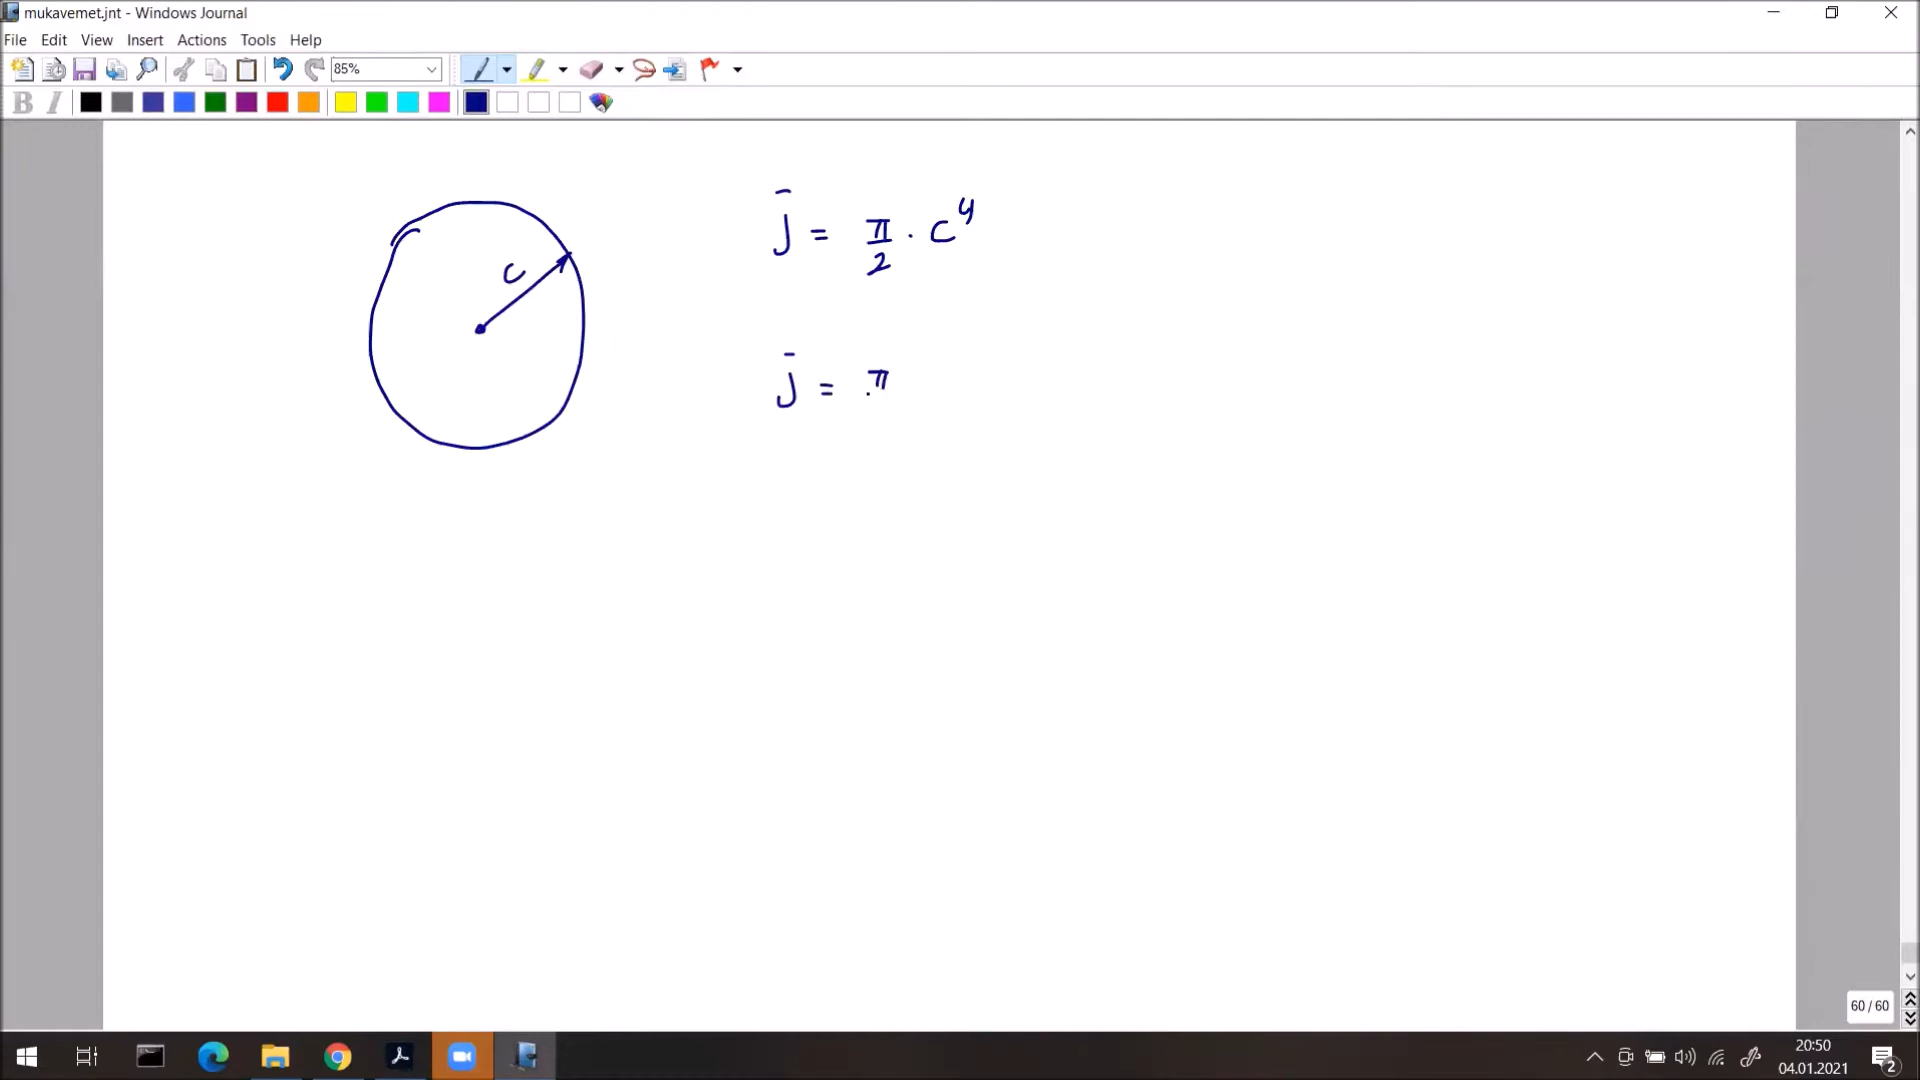 mukavemet.jnt - Windows Journal
File Edit View Insert Actions Tools Help
85%
B I
J̄ = π/2 · c⁴
c
J̄ = π
60 / 60
20:50
04.01.2021
2